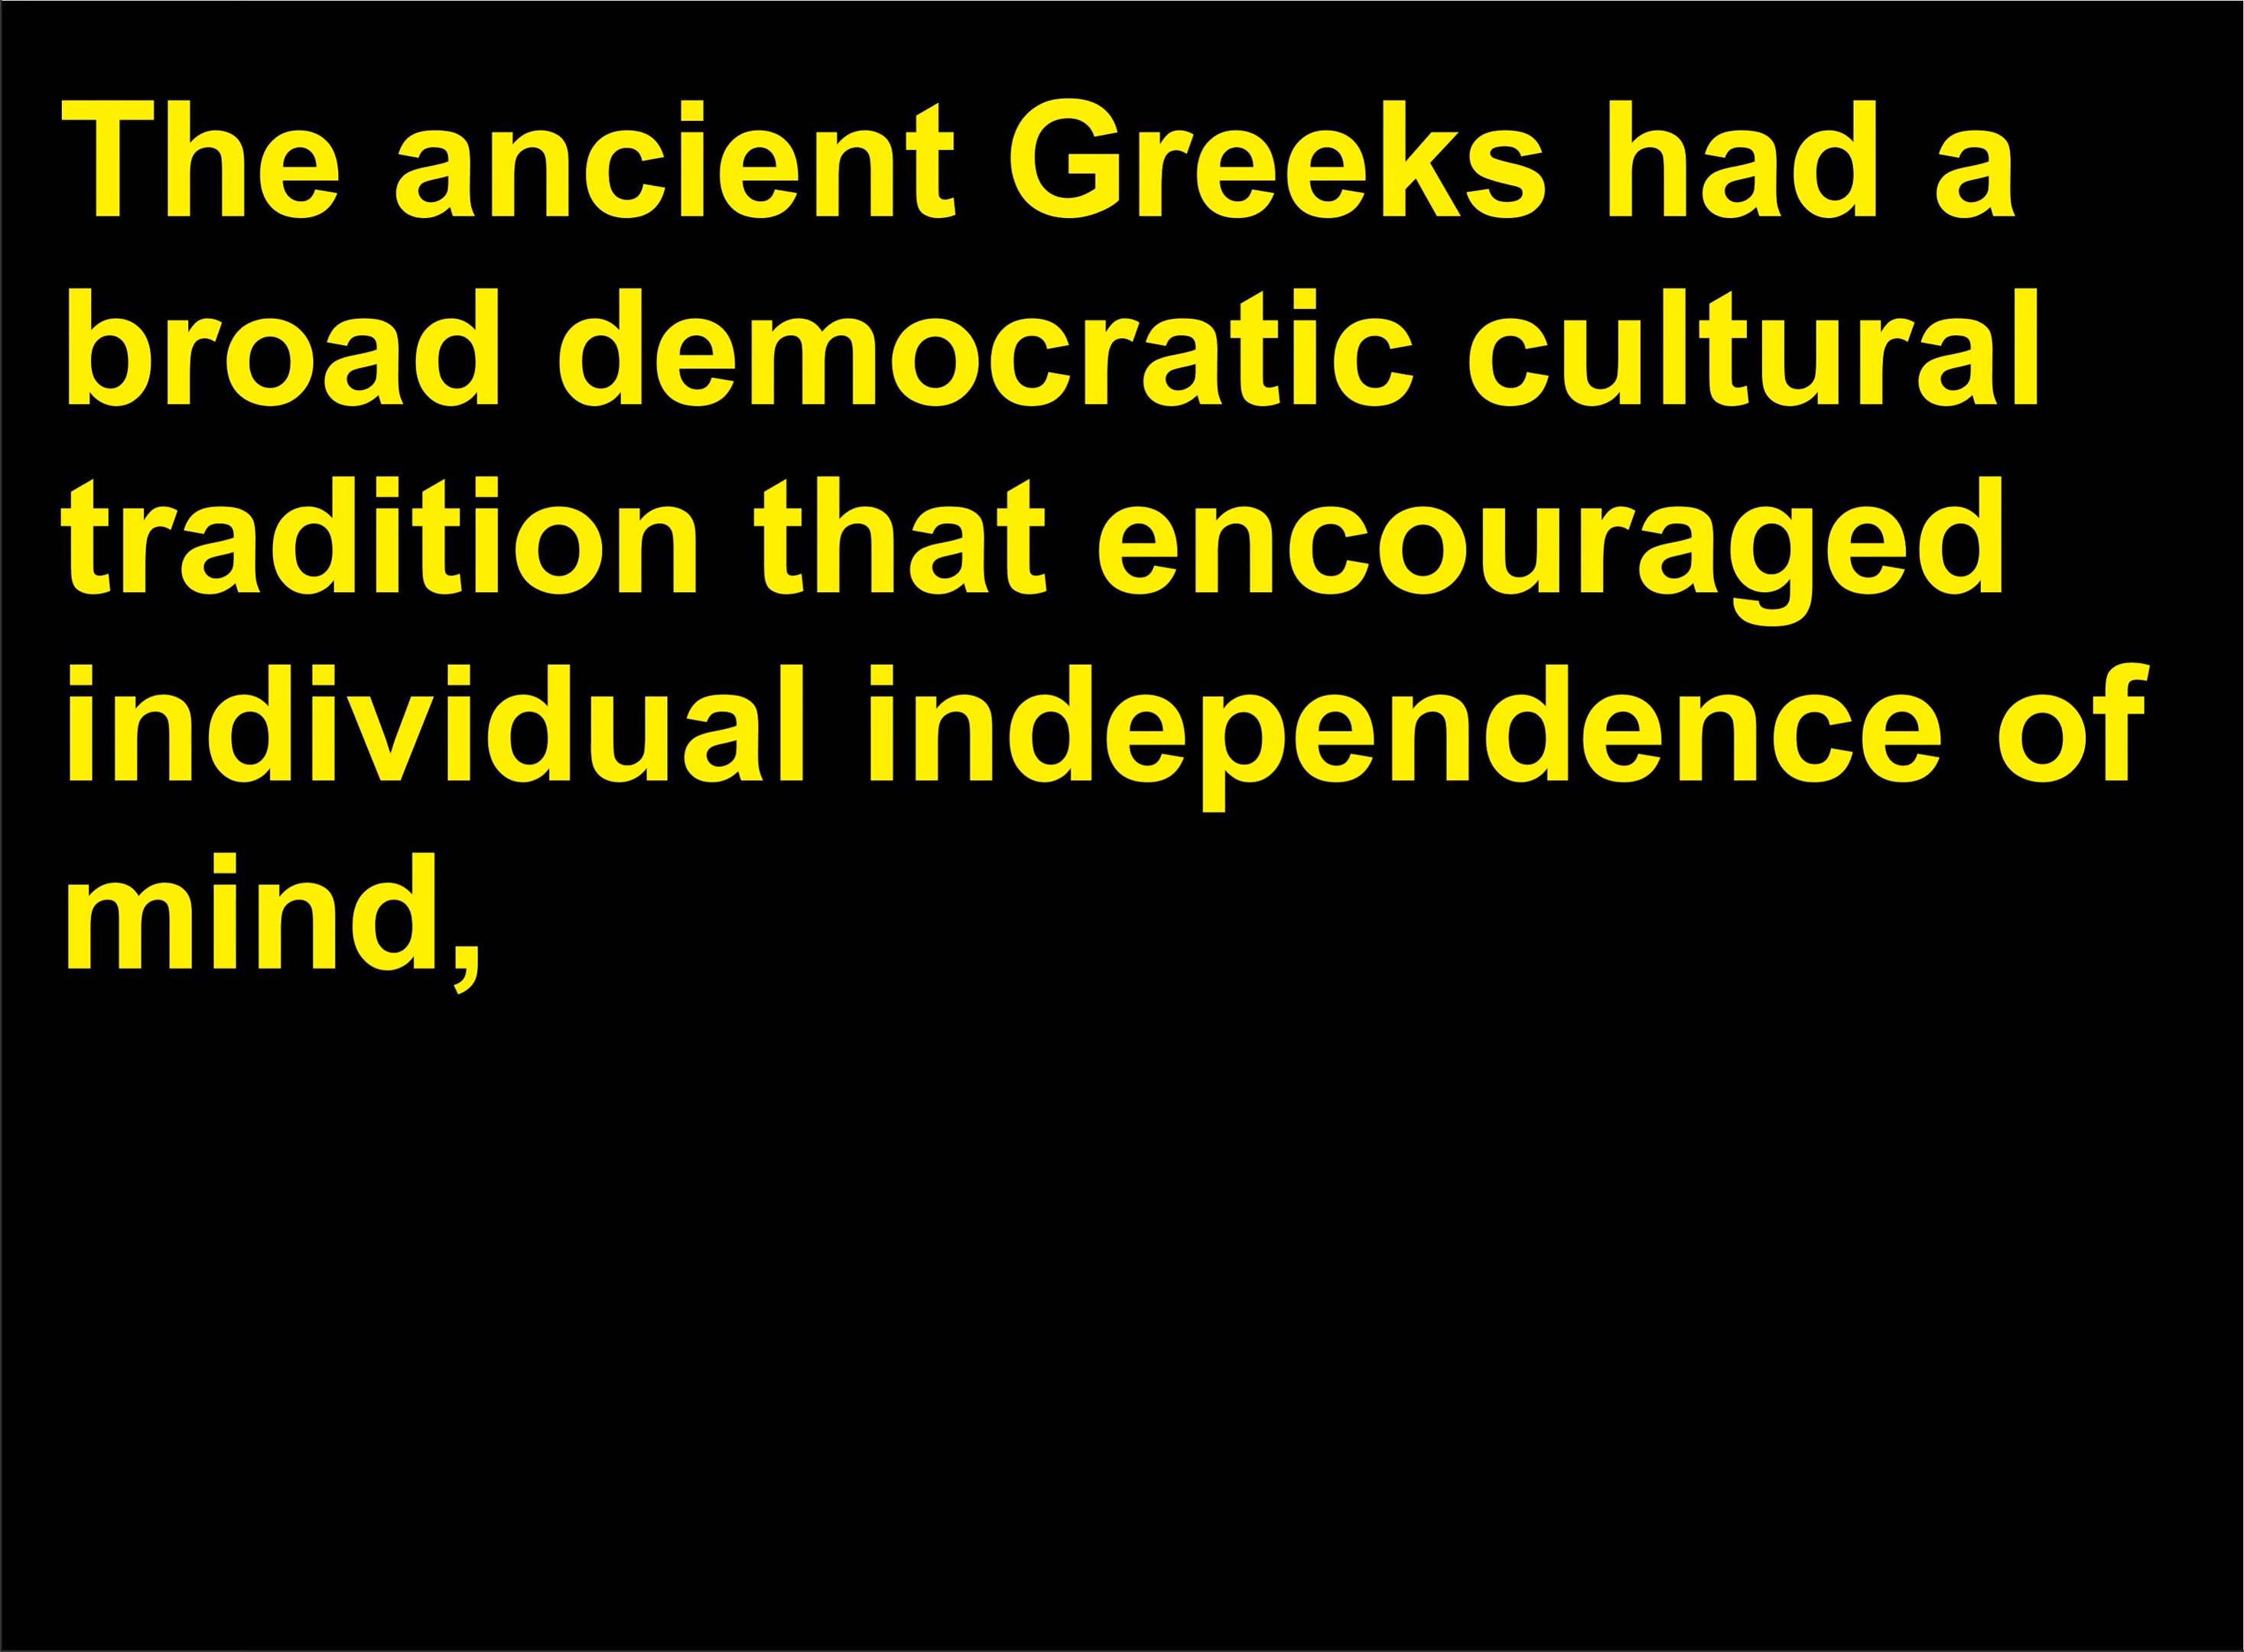 The ancient Greeks had a
broad democratic cultural
tradition that encouraged
individual independence of
mind,